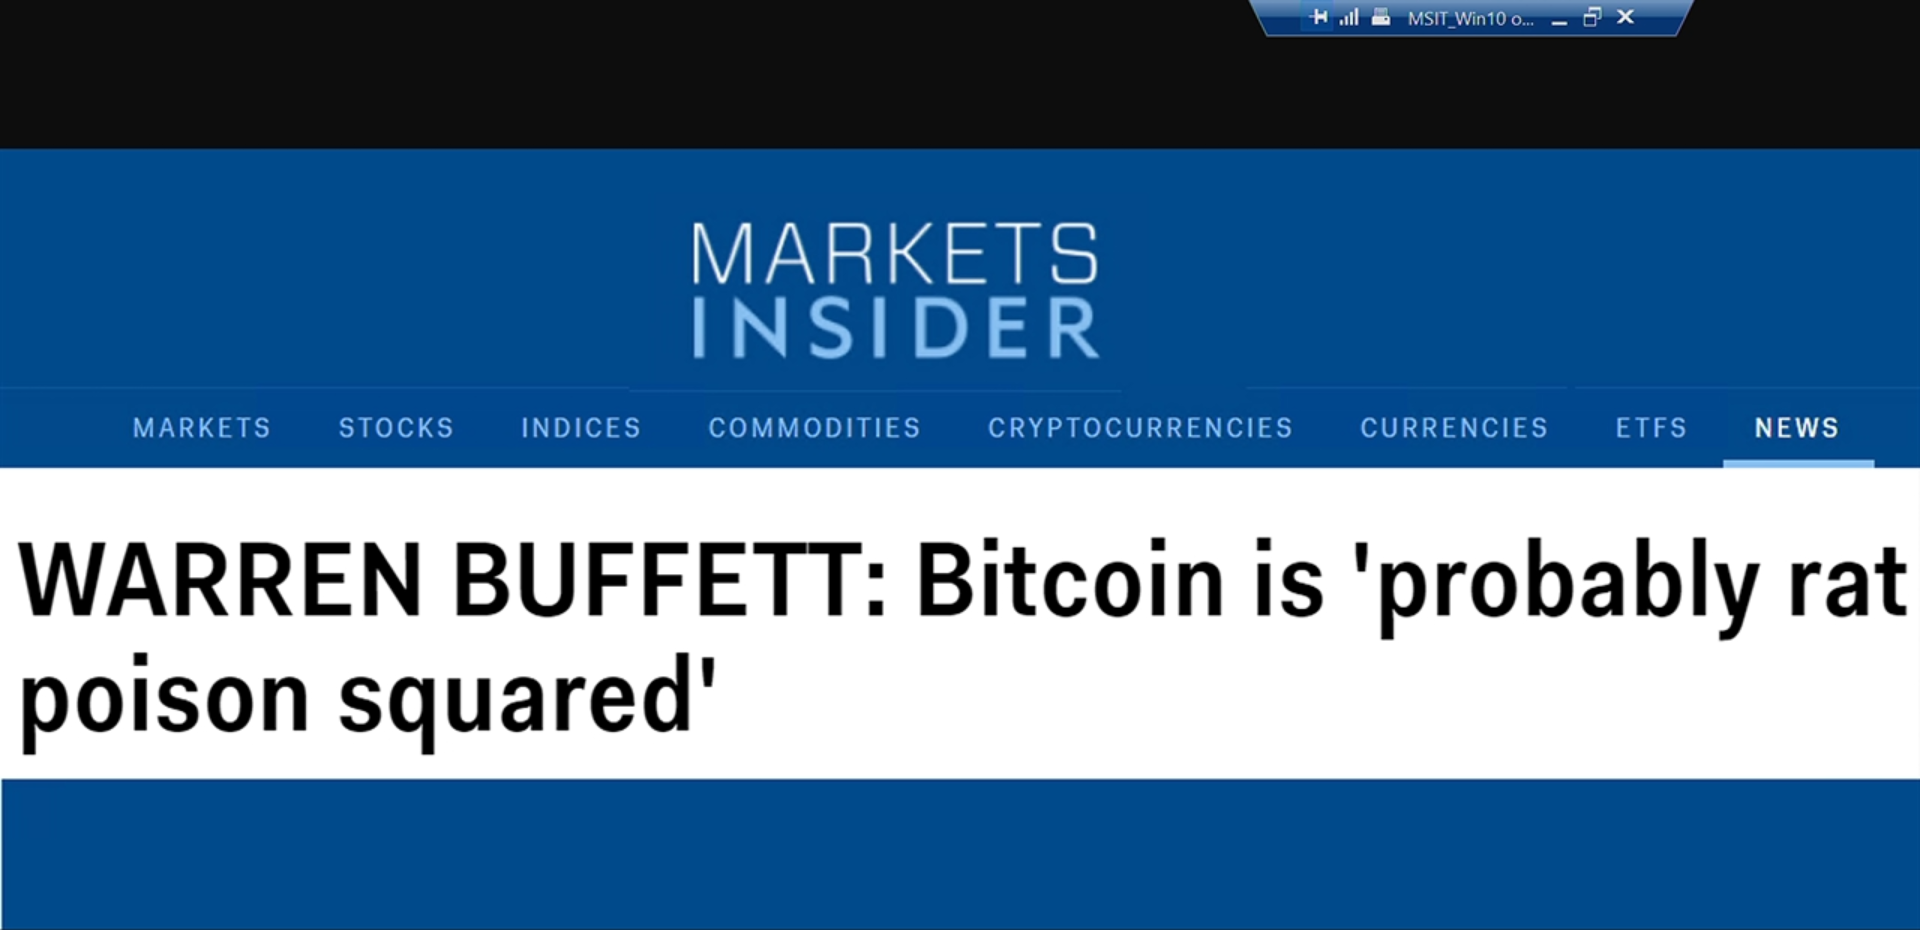 MSIT_Win10 o...
MARKETS
INSIDER
MARKETS STOCKS INDICES COMMODITIES CRYPTOCURRENCIES CURRENCIES ETFS NEWS
WARREN BUFFETT: Bitcoin is 'probably rat
poison squared'